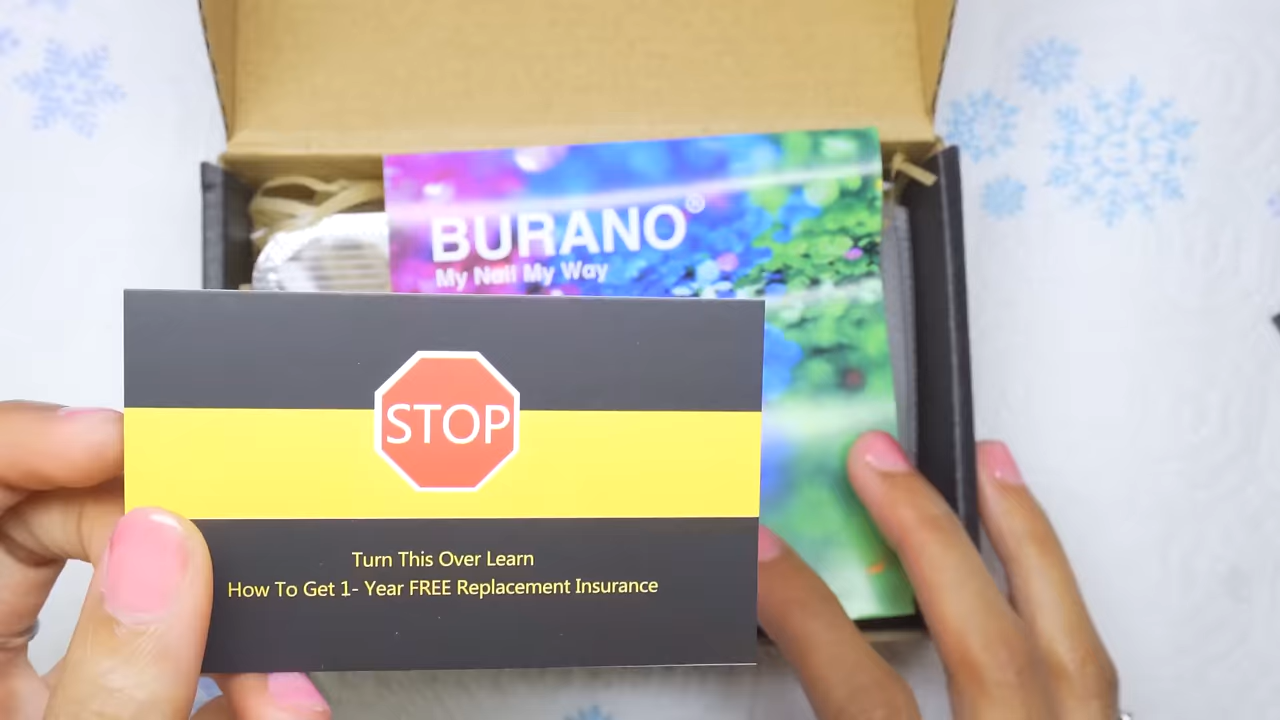 BURANO®
My Nail My Way
STOP
Turn This Over Learn
How To Get 1- Year FREE Replacement Insurance